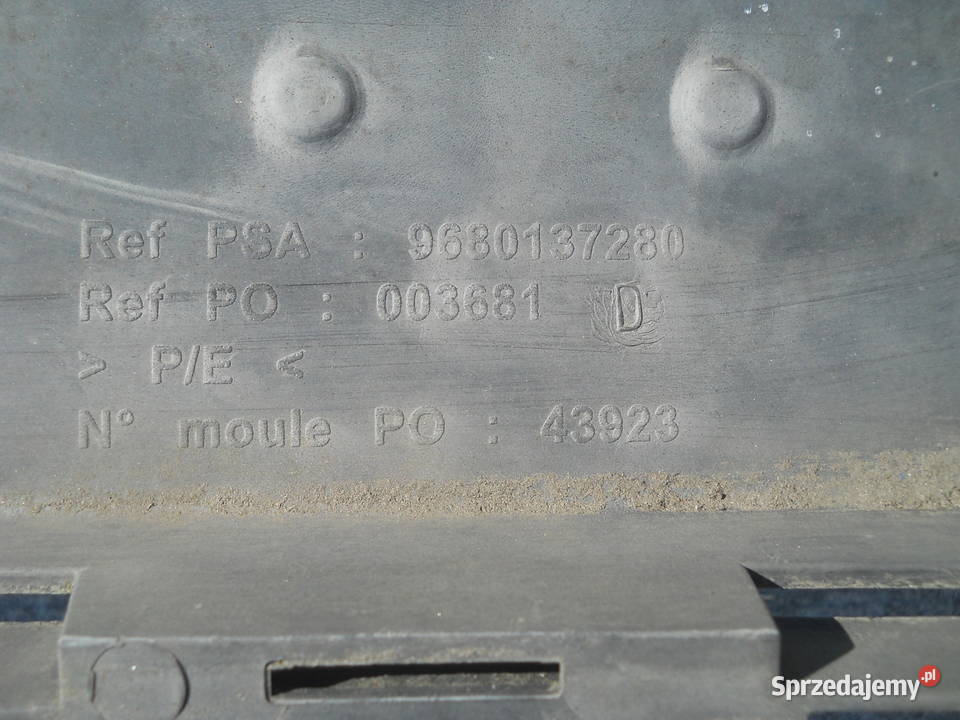 Ref PSA : 9680137280
Ref PO : 003681 D
> P/E <
N° moule PO : 43923
Sprzedajemy.pl